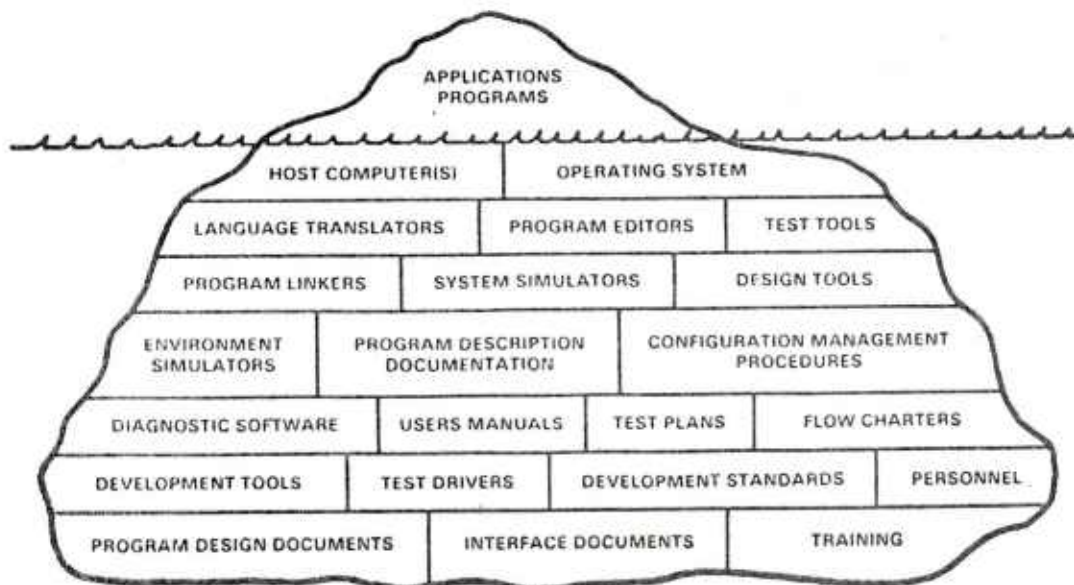 APPLICATIONS
PROGRAMS
HOST COMPUTER(S)
OPERATING SYSTEM
LANGUAGE TRANSLATORS
PROGRAM EDITORS
TEST TOOLS
PROGRAM LINKERS
SYSTEM SIMULATORS
DESIGN TOOLS
ENVIRONMENT
SIMULATORS
PROGRAM DESCRIPTION
DOCUMENTATION
CONFIGURATION MANAGEMENT
PROCEDURES
DIAGNOSTIC SOFTWARE
USERS MANUALS
TEST PLANS
FLOW CHARTERS
DEVELOPMENT TOOLS
TEST DRIVERS
DEVELOPMENT STANDARDS
PERSONNEL
PROGRAM DESIGN DOCUMENTS
INTERFACE DOCUMENTS
TRAINING